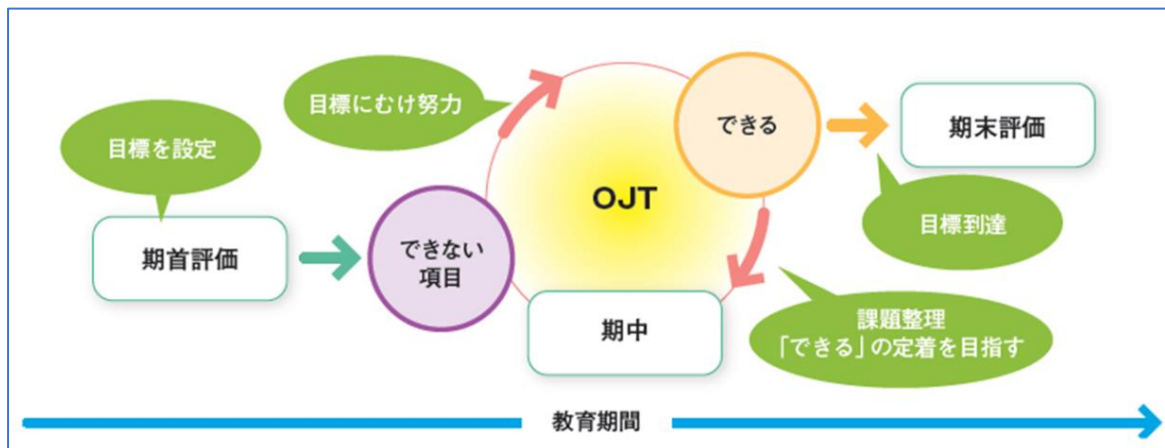 目標を設定
期首評価
できない
項目
目標にむけ努力
OJT
できる
期中
課題整理
「できる」の定着を目指す
期末評価
目標到達
教育期間